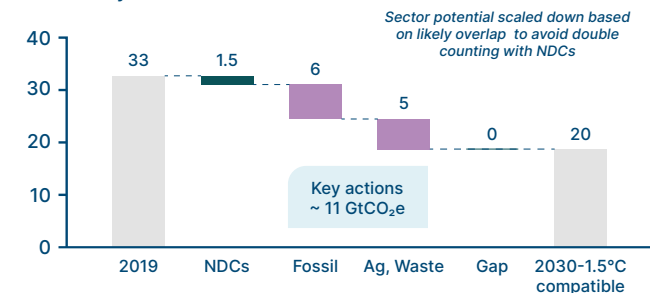 Sector potential scaled down based
on likely overlap to avoid double
counting with NDCs
40
30
20
10
0
33
1.5
6
5
0
20
Key actions
~ 11 GtCO₂e
2019
NDCs
Fossil
Ag, Waste
Gap
2030-1.5°C
compatible